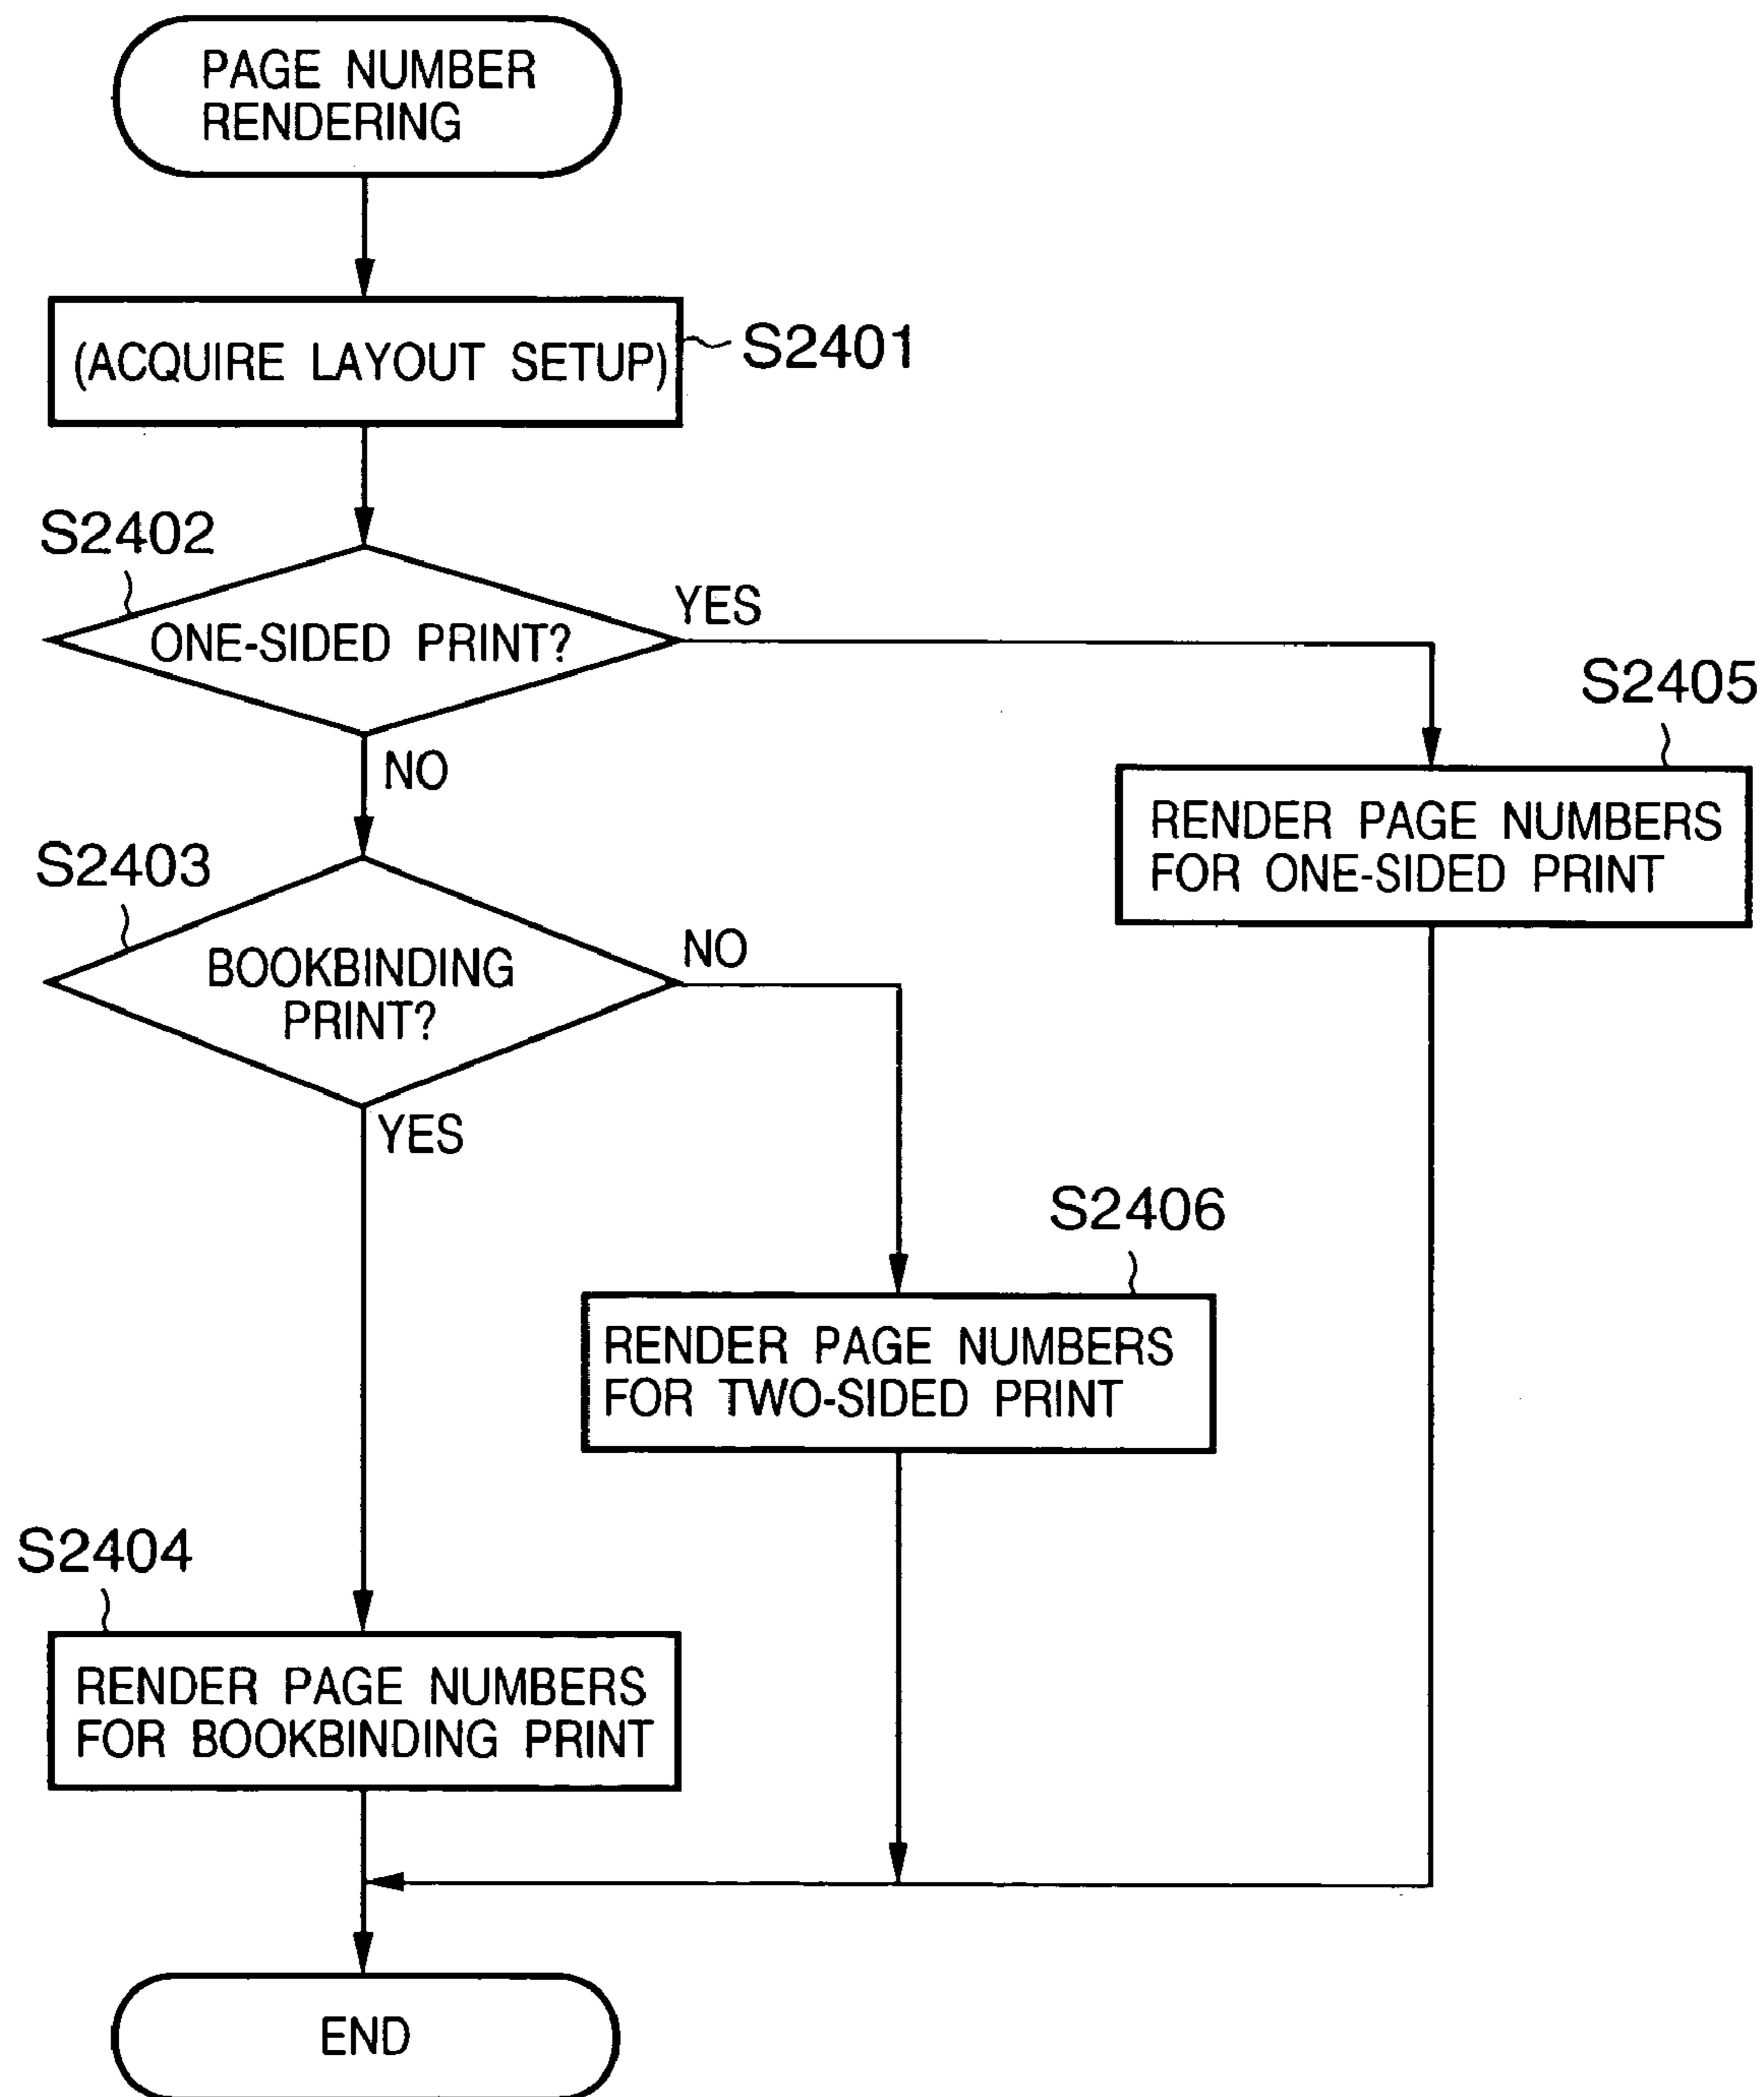 PAGE NUMBER
RENDERING
(ACQUIRE LAYOUT SETUP)
S2401
S2402
ONE-SIDED PRINT?
YES
NO
S2405
RENDER PAGE NUMBERS
FOR ONE-SIDED PRINT
S2403
BOOKBINDING
PRINT?
NO
YES
S2406
RENDER PAGE NUMBERS
FOR TWO-SIDED PRINT
S2404
RENDER PAGE NUMBERS
FOR BOOKBINDING PRINT
END